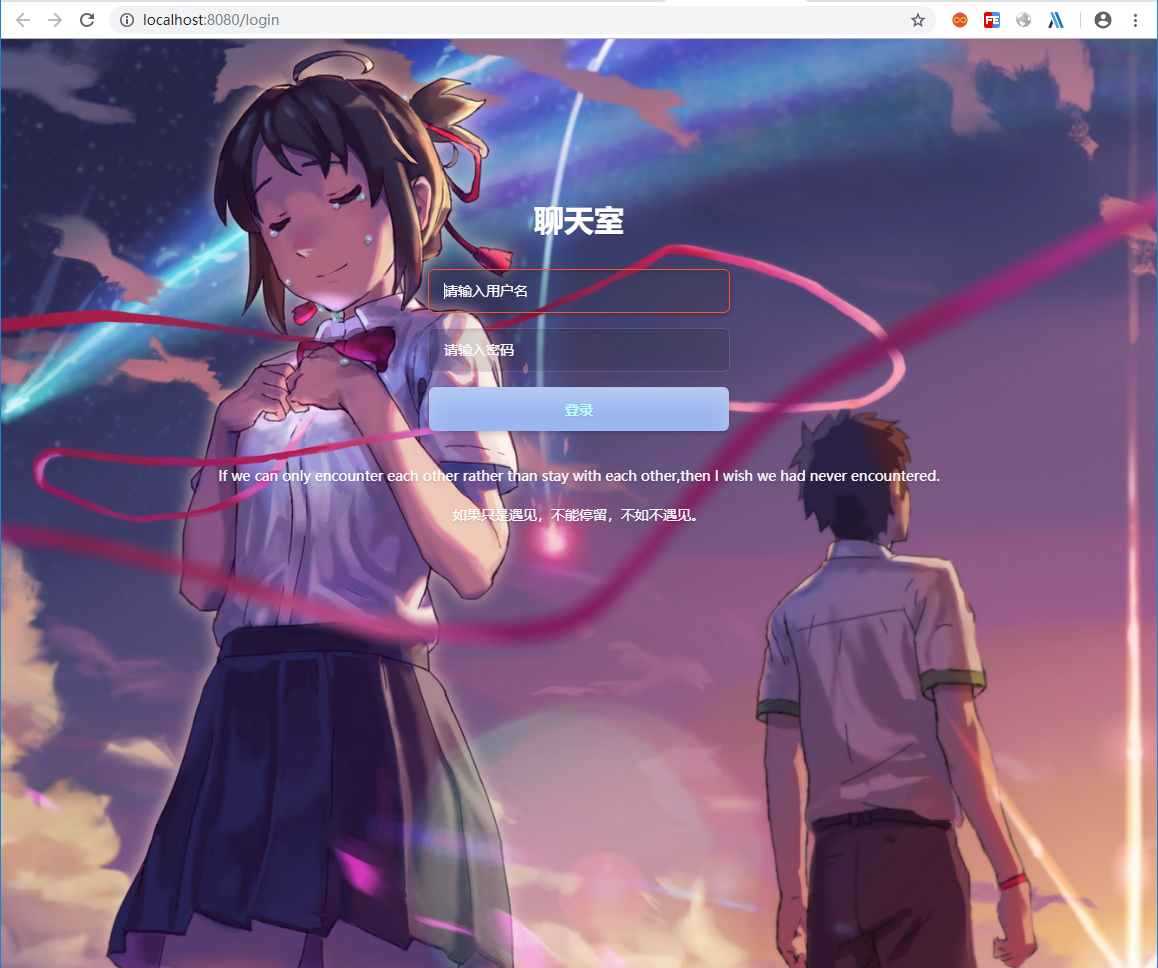 localhost:8080/login
FE
聊天室
请输入用户名
请输入密码
登录
If we can only encounter each other rather than stay with each other,then I wish we had never encountered.
如果只是遇见，不能停留，不如不遇见。